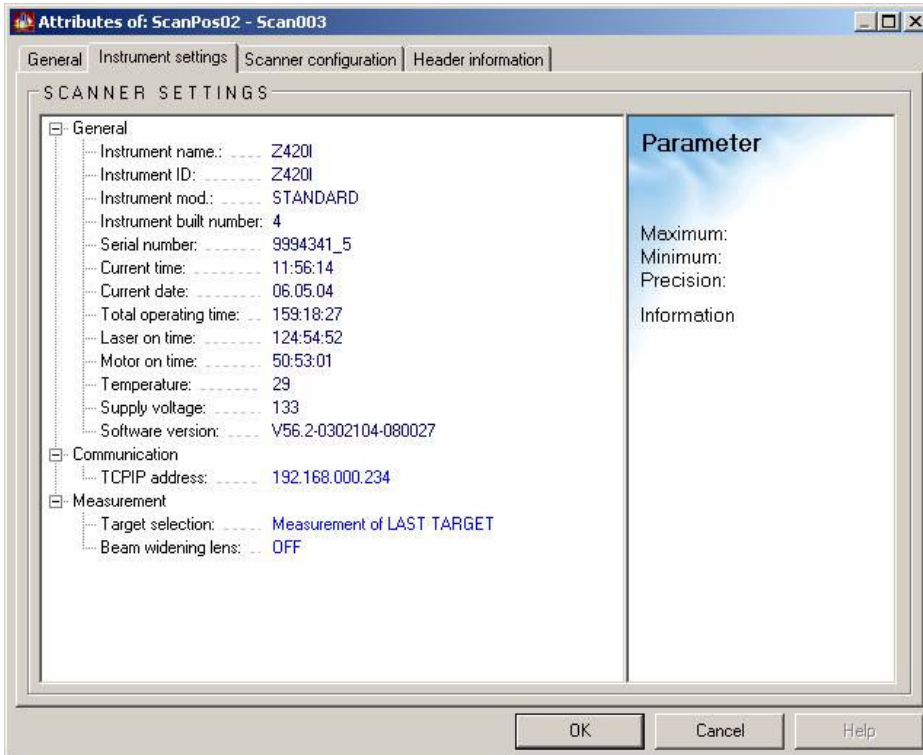 Attributes of: ScanPos02 - Scan003
General Instrument settings Scanner configuration Header information
SCANNER SETTINGS
General
Instrument name.: Z420I
Instrument ID: Z420I
Instrument mod.: STANDARD
Instrument built number: 4
Serial number: 9994341_5
Current time: 11:56:14
Current date: 06.05.04
Total operating time: 159:18:27
Laser on time: 124:54:52
Motor on time: 50:53:01
Temperature: 29
Supply voltage: 133
Software version: V56.2-0302104-080027
Communication
TCPIP address: 192.168.000.234
Measurement
Target selection: Measurement of LAST TARGET
Beam widening lens: OFF
Parameter
Maximum:
Minimum:
Precision:
Information
OK Cancel Help